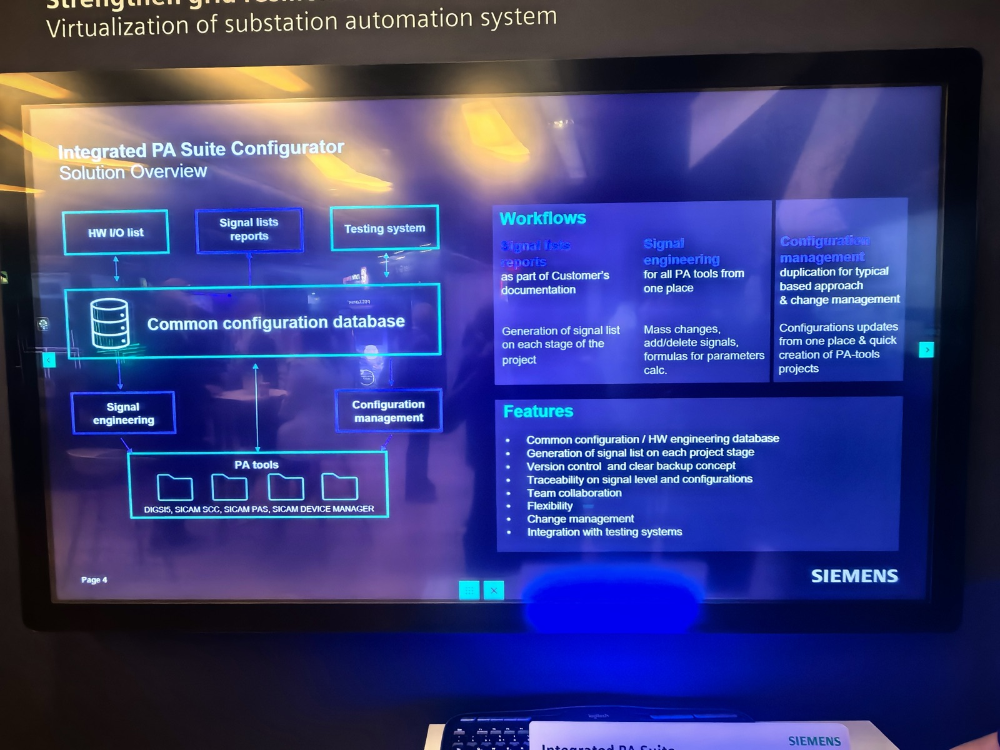 Strengthen grid
Virtualization of substation automation system
Integrated PA Suite Configurator
Solution Overview
HW I/O list
Signal lists
reports
Testing system
Common configuration database
Signal
engineering
Configuration
management
PA tools
DIGSI5, SICAM SCC, SICAM PAS, SICAM DEVICE MANAGER
Page 4
Workflows
Signal lists
reports
as part of Customer's
documentation
Generation of signal list
on each stage of the
project
Signal
engineering
for all PA tools from
one place
Mass changes,
add/delete signals,
formulas for parameters
calc.
Configuration
management
duplication for typical
based approach
& change management
Configurations updates
from one place & quick
creation of PA-tools
projects
Features
• Common configuration / HW engineering database
• Generation of signal list on each project stage
• Version control and clear backup concept
• Traceability on signal level and configurations
• Team collaboration
• Flexibility
• Change management
• Integration with testing systems
SIEMENS
logitech
SIEMENS
Integrated PA Suite